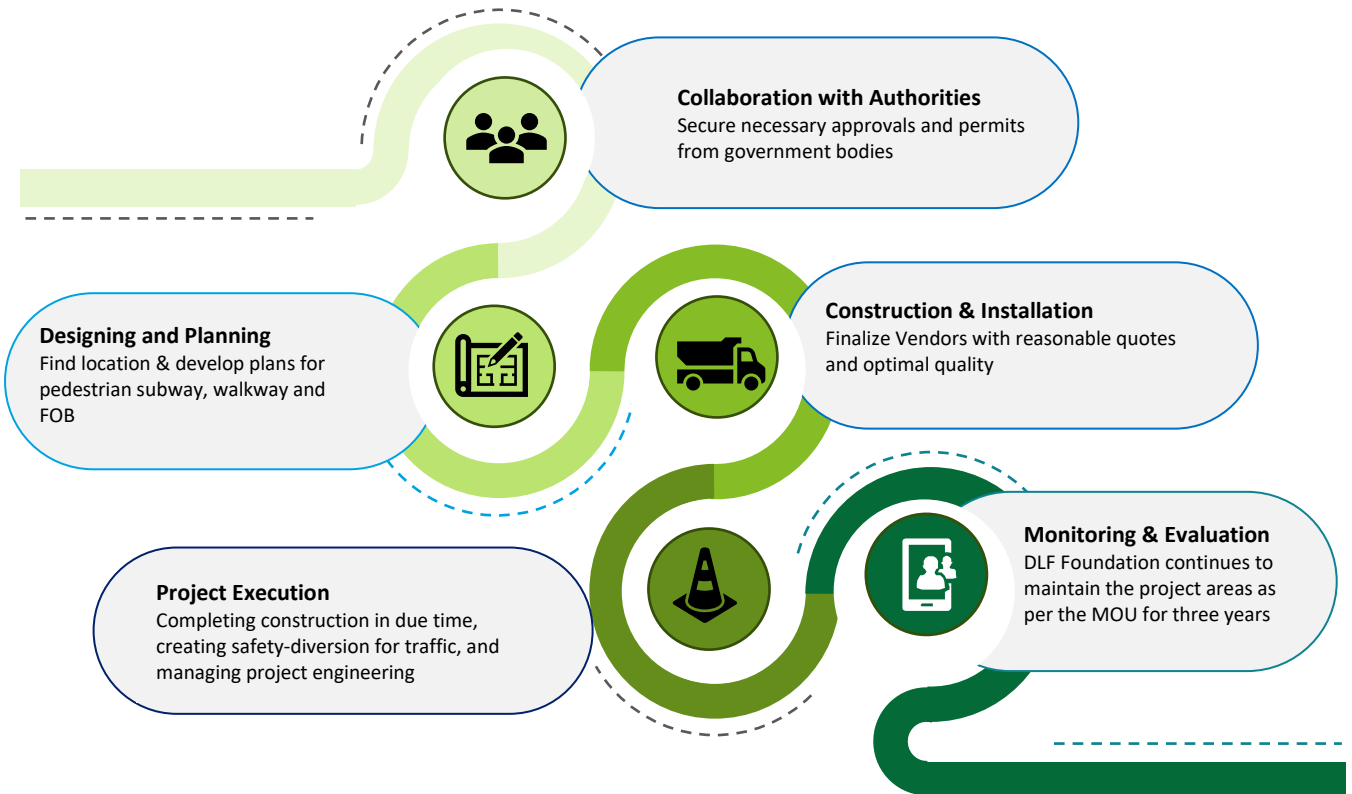 Collaboration with Authorities
Secure necessary approvals and permits
from government bodies
Designing and Planning
Find location & develop plans for
pedestrian subway, walkway and
FOB
Construction & Installation
Finalize Vendors with reasonable quotes
and optimal quality
Project Execution
Completing construction in due time,
creating safety-diversion for traffic, and
managing project engineering
Monitoring & Evaluation
DLF Foundation continues to
maintain the project areas as
per the MOU for three years